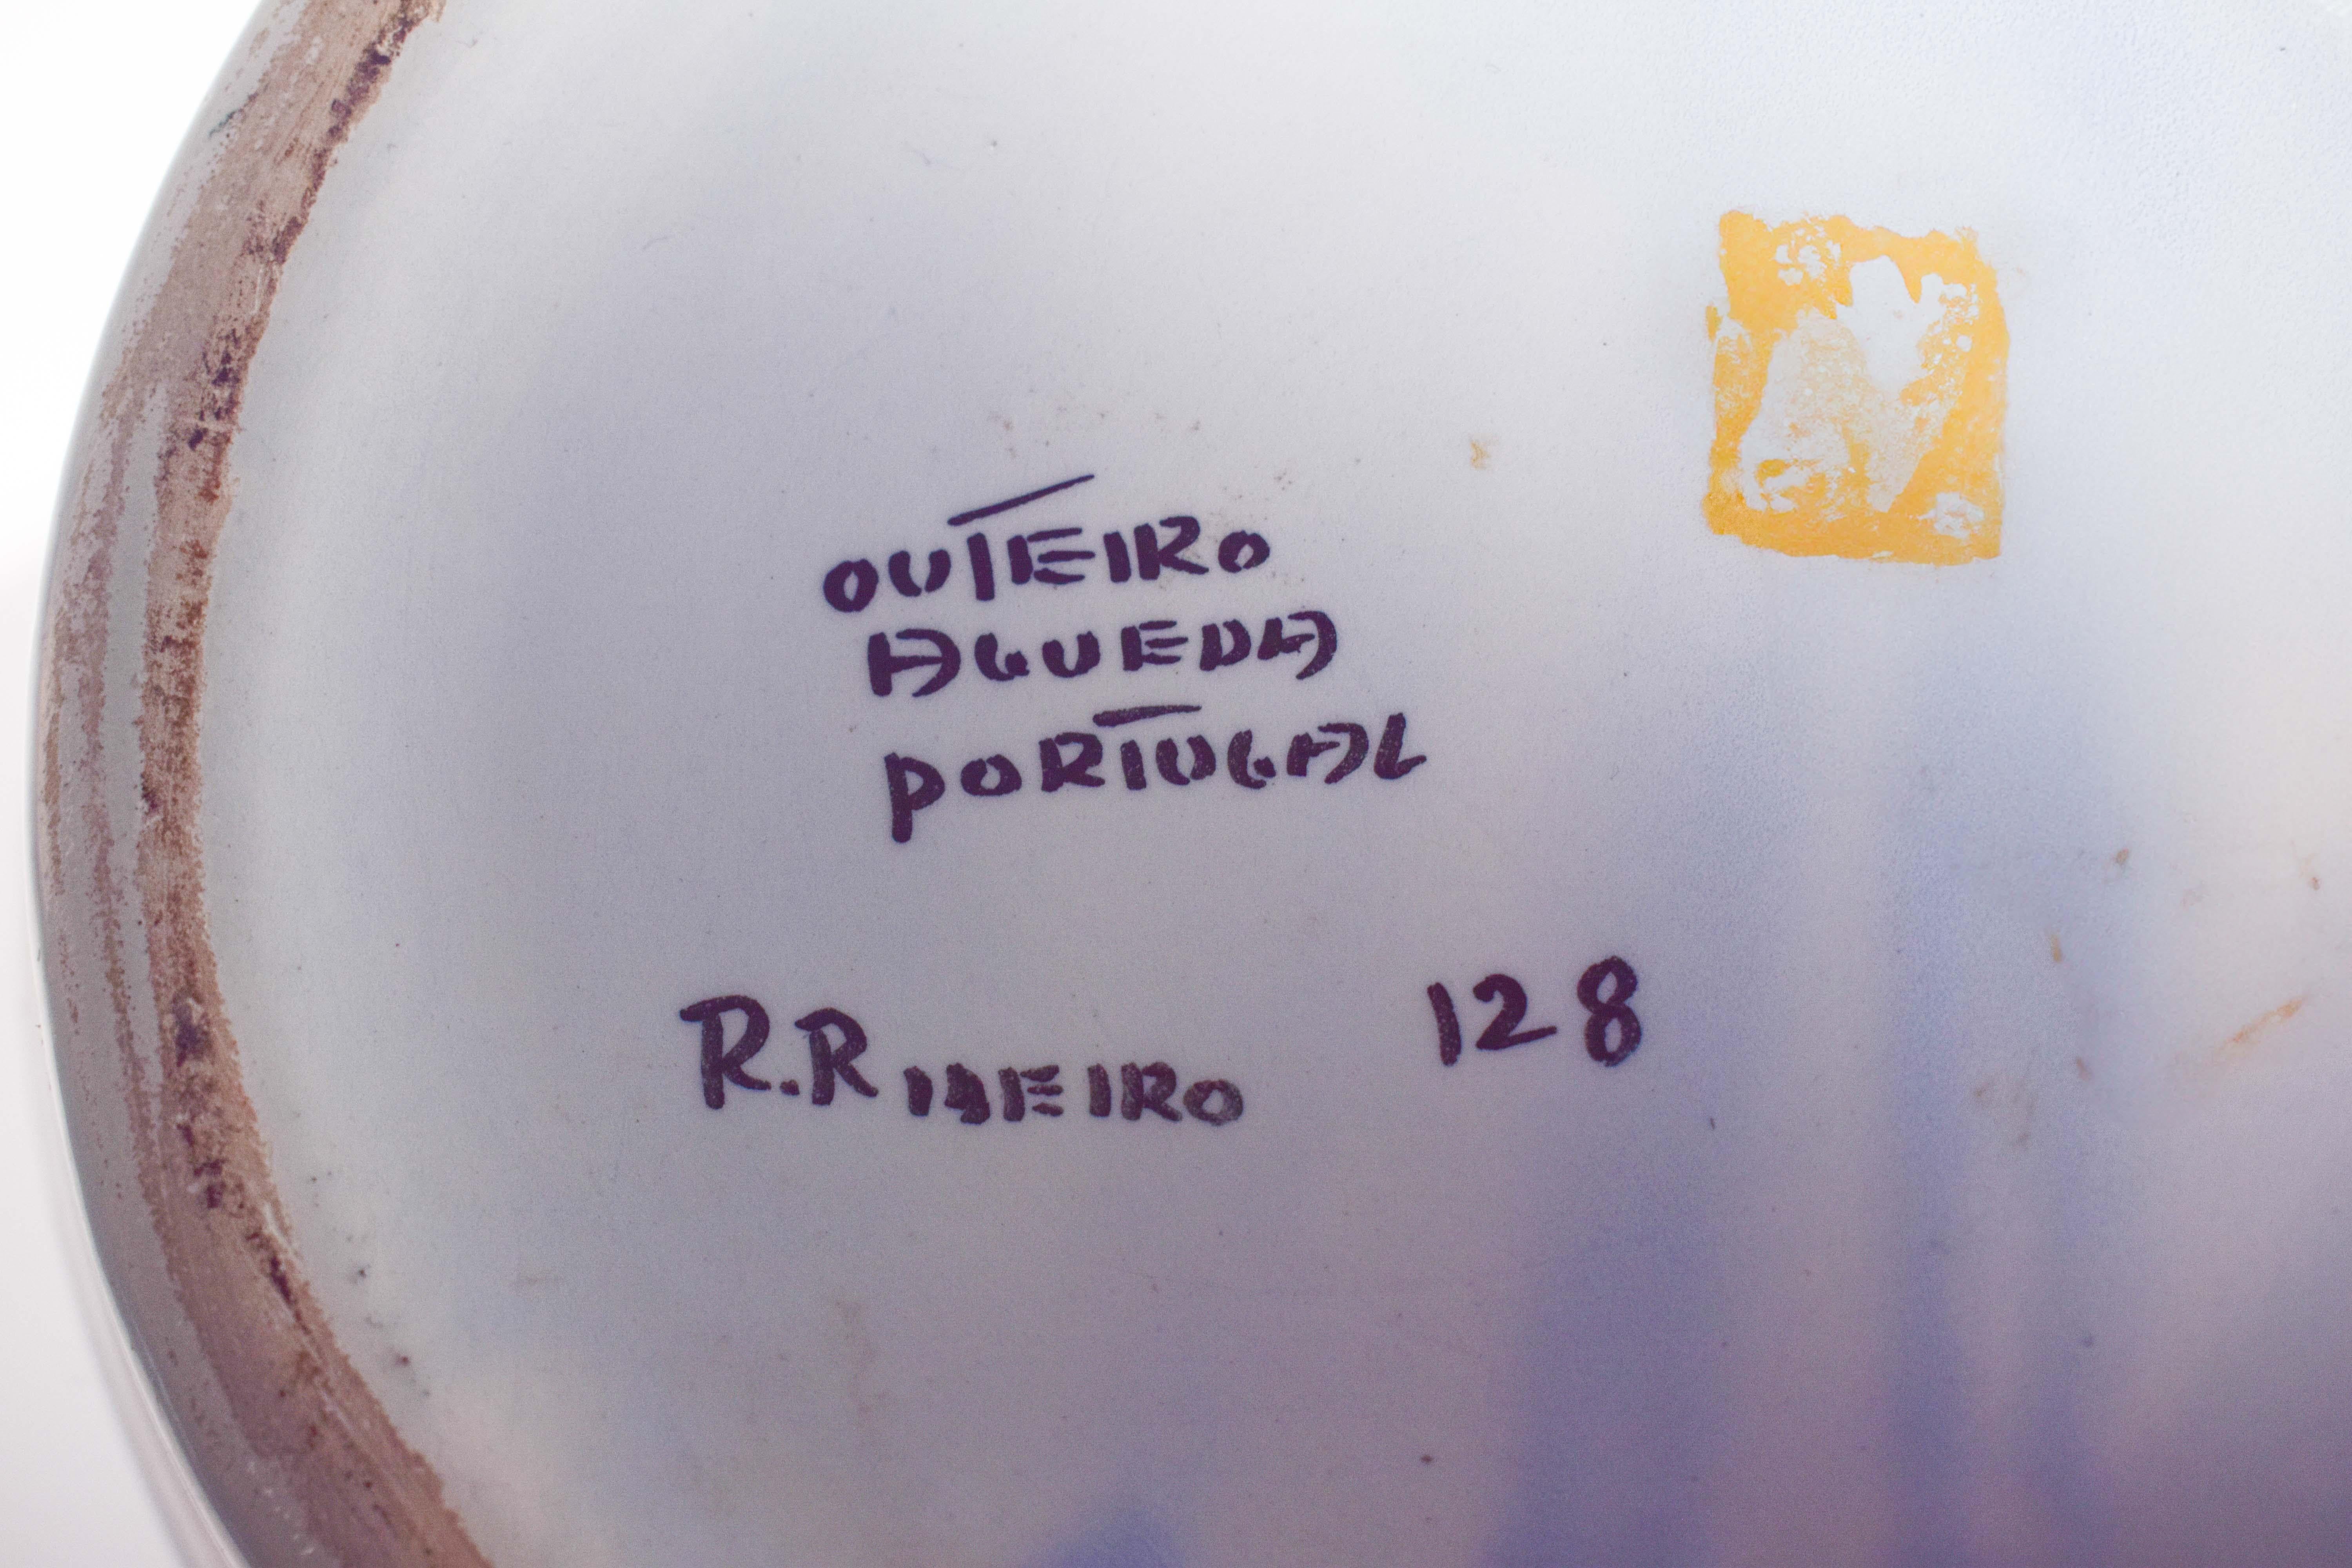 OUTEIRO
AGUEDA
PORTUGAL
R.RIBEIRO 128